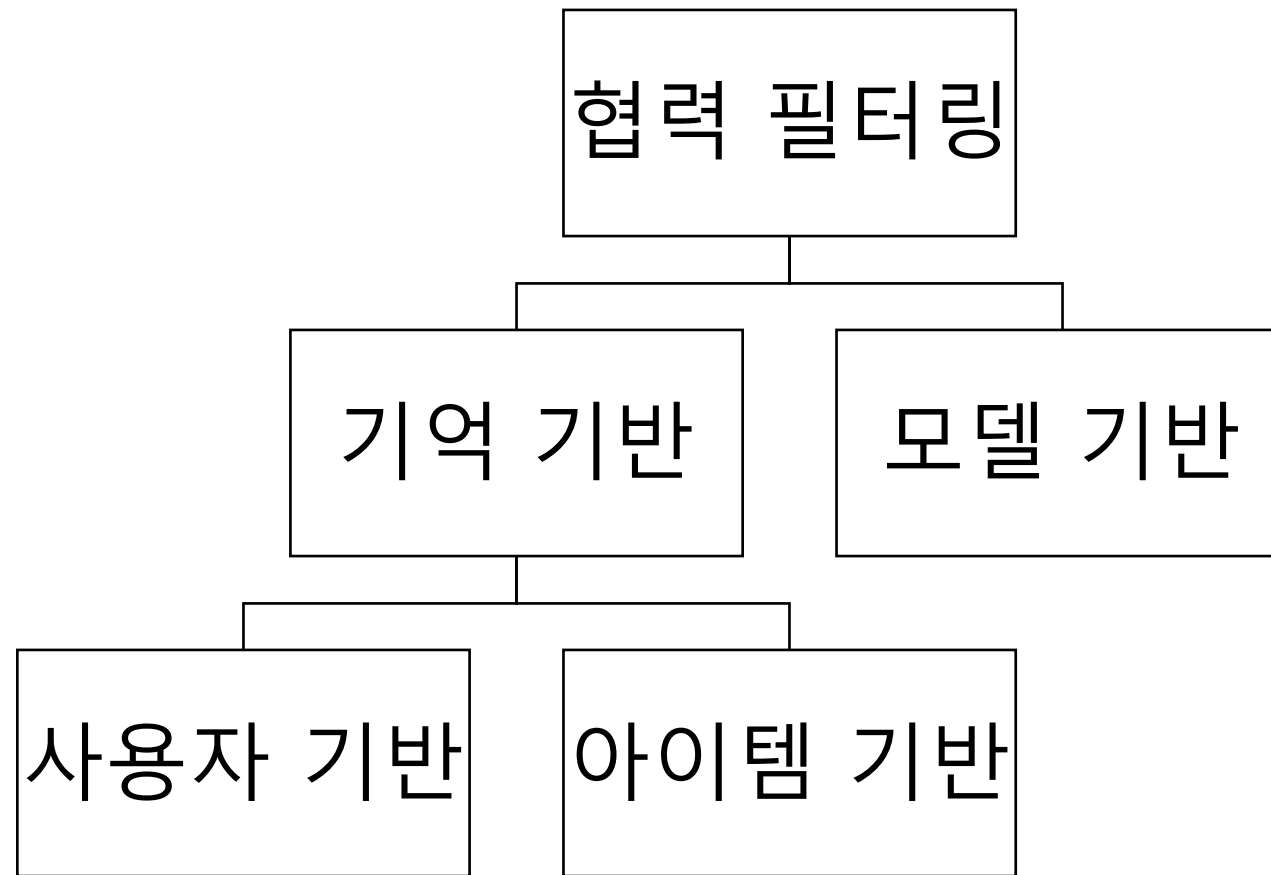 협력 필터링
기억 기반
모델 기반
사용자 기반
아이템 기반